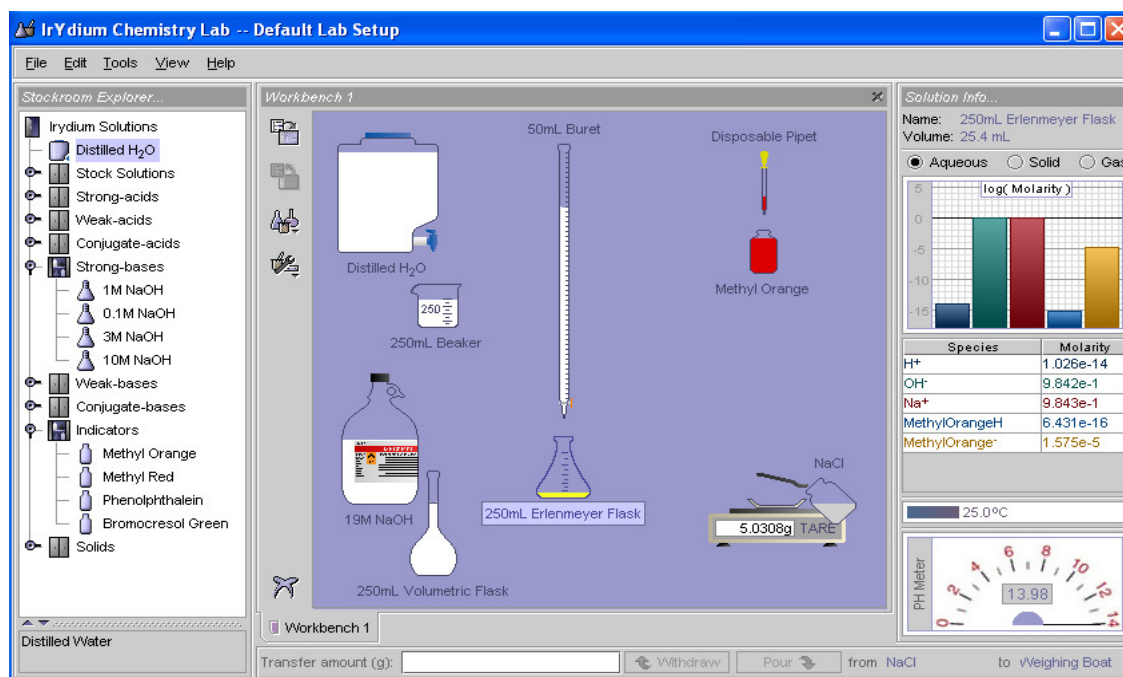 IrYdium Chemistry Lab -- Default Lab Setup
File Edit Tools View Help
Stockroom Explorer...
Irydium Solutions
Distilled H₂O
Stock Solutions
Strong-acids
Weak-acids
Conjugate-acids
Strong-bases
1M NaOH
0.1M NaOH
3M NaOH
10M NaOH
Weak-bases
Conjugate-bases
Indicators
Methyl Orange
Methyl Red
Phenolphthalein
Bromocresol Green
Solids
Distilled Water
Workbench 1
50mL Buret
Disposable Pipet
Distilled H₂O
Methyl Orange
250
250mL Beaker
NaCl
19M NaOH
250mL Erlenmeyer Flask
5.0308g TARE
250mL Volumetric Flask
Workbench 1
Transfer amount (g): Withdraw Pour from NaCl to Weighing Boat
Solution Info...
Name: 250mL Erlenmeyer Flask
Volume: 25.4 mL
Aqueous Solid Gas
log( Molarity )
5
0
-5
-10
-15
Species Molarity
H⁺ 1.026e-14
OH⁻ 9.842e-1
Na⁺ 9.843e-1
MethylOrangeH 6.431e-16
MethylOrange⁻ 1.575e-5
25.0ºC
PH Meter
0 2 4 6 8 10 12 14
13.98